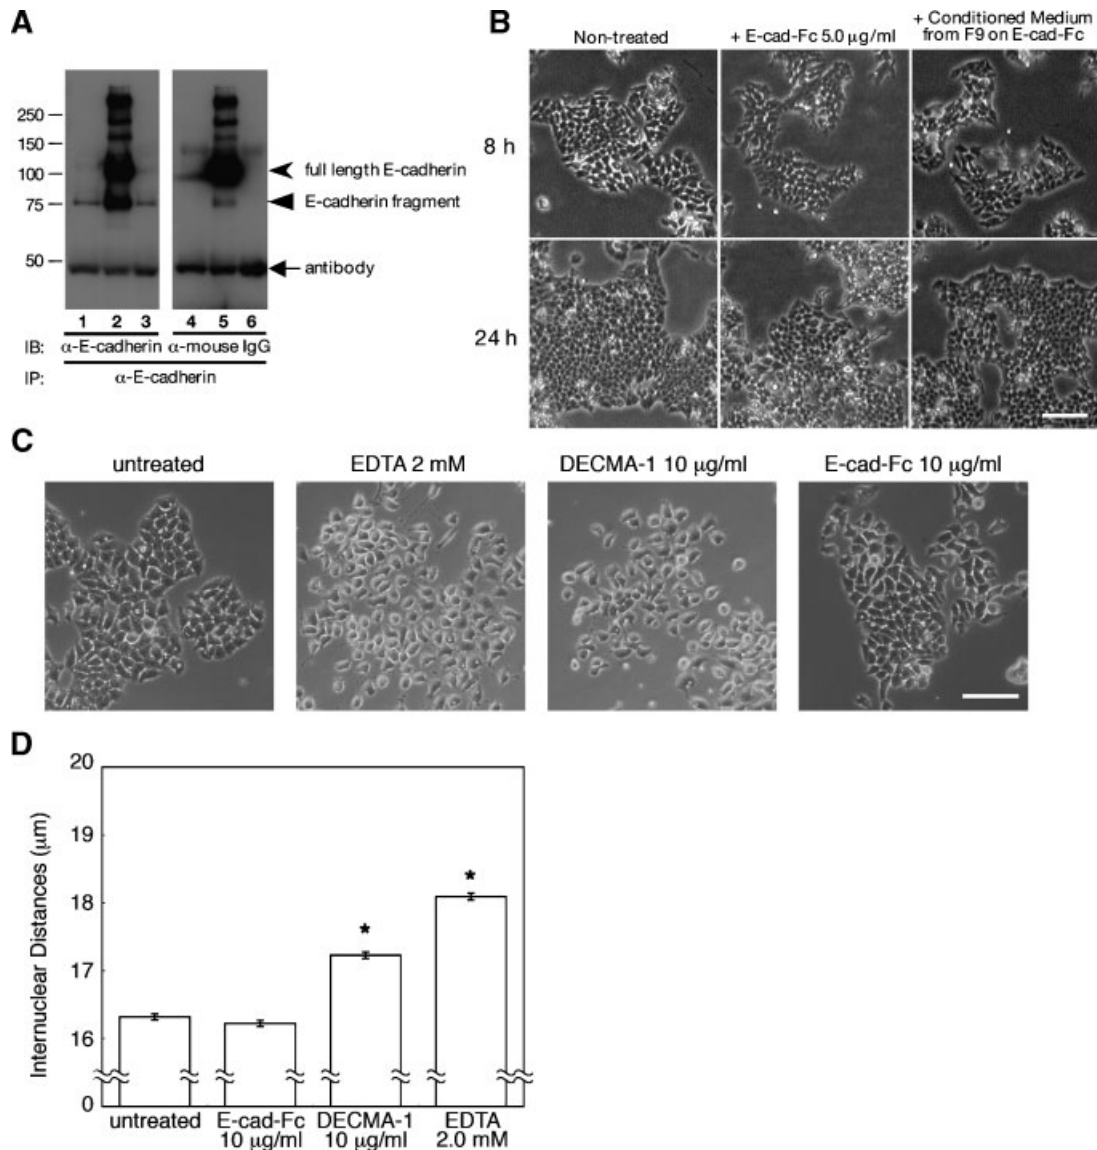 A
250
150
100
75
50
full length E-cadherin
E-cadherin fragment
antibody
1 2 3 4 5 6
IB: α-E-cadherin α-mouse IgG
IP: α-E-cadherin
B
Non-treated
+ E-cad-Fc 5.0 μg/ml
+ Conditioned Medium
from F9 on E-cad-Fc
8 h
24 h
C
untreated
EDTA 2 mM
DECMA-1 10 μg/ml
E-cad-Fc 10 μg/ml
D
Internuclear Distances (μm)
20
19
18
17
16
0
*
*
untreated
E-cad-Fc
10 μg/ml
DECMA-1
10 μg/ml
EDTA
2.0 mM